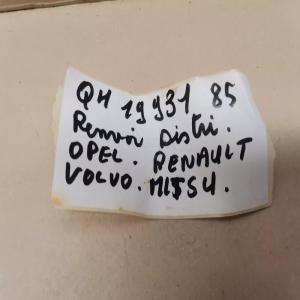 QH 19931 85
Renvoi Distri.
OPEL. RENAULT
VOLVO. MITSU.